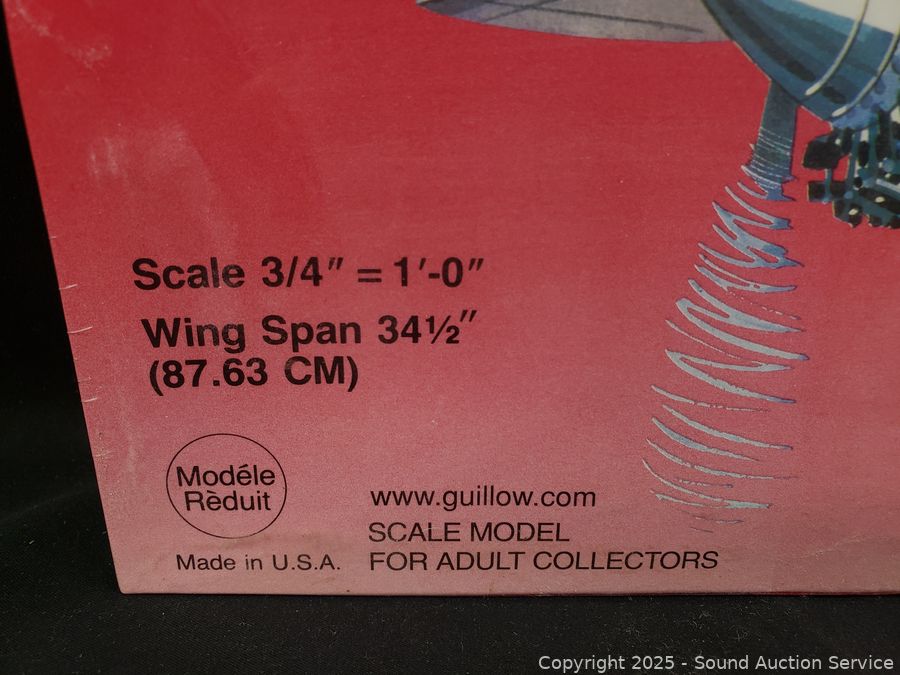 Scale 3/4" = 1'-0"
Wing Span 34½"
(87.63 CM)
Modéle
Rèduit
Made in U.S.A.
www.guillow.com
SCALE MODEL
FOR ADULT COLLECTORS
Copyright 2025 - Sound Auction Service